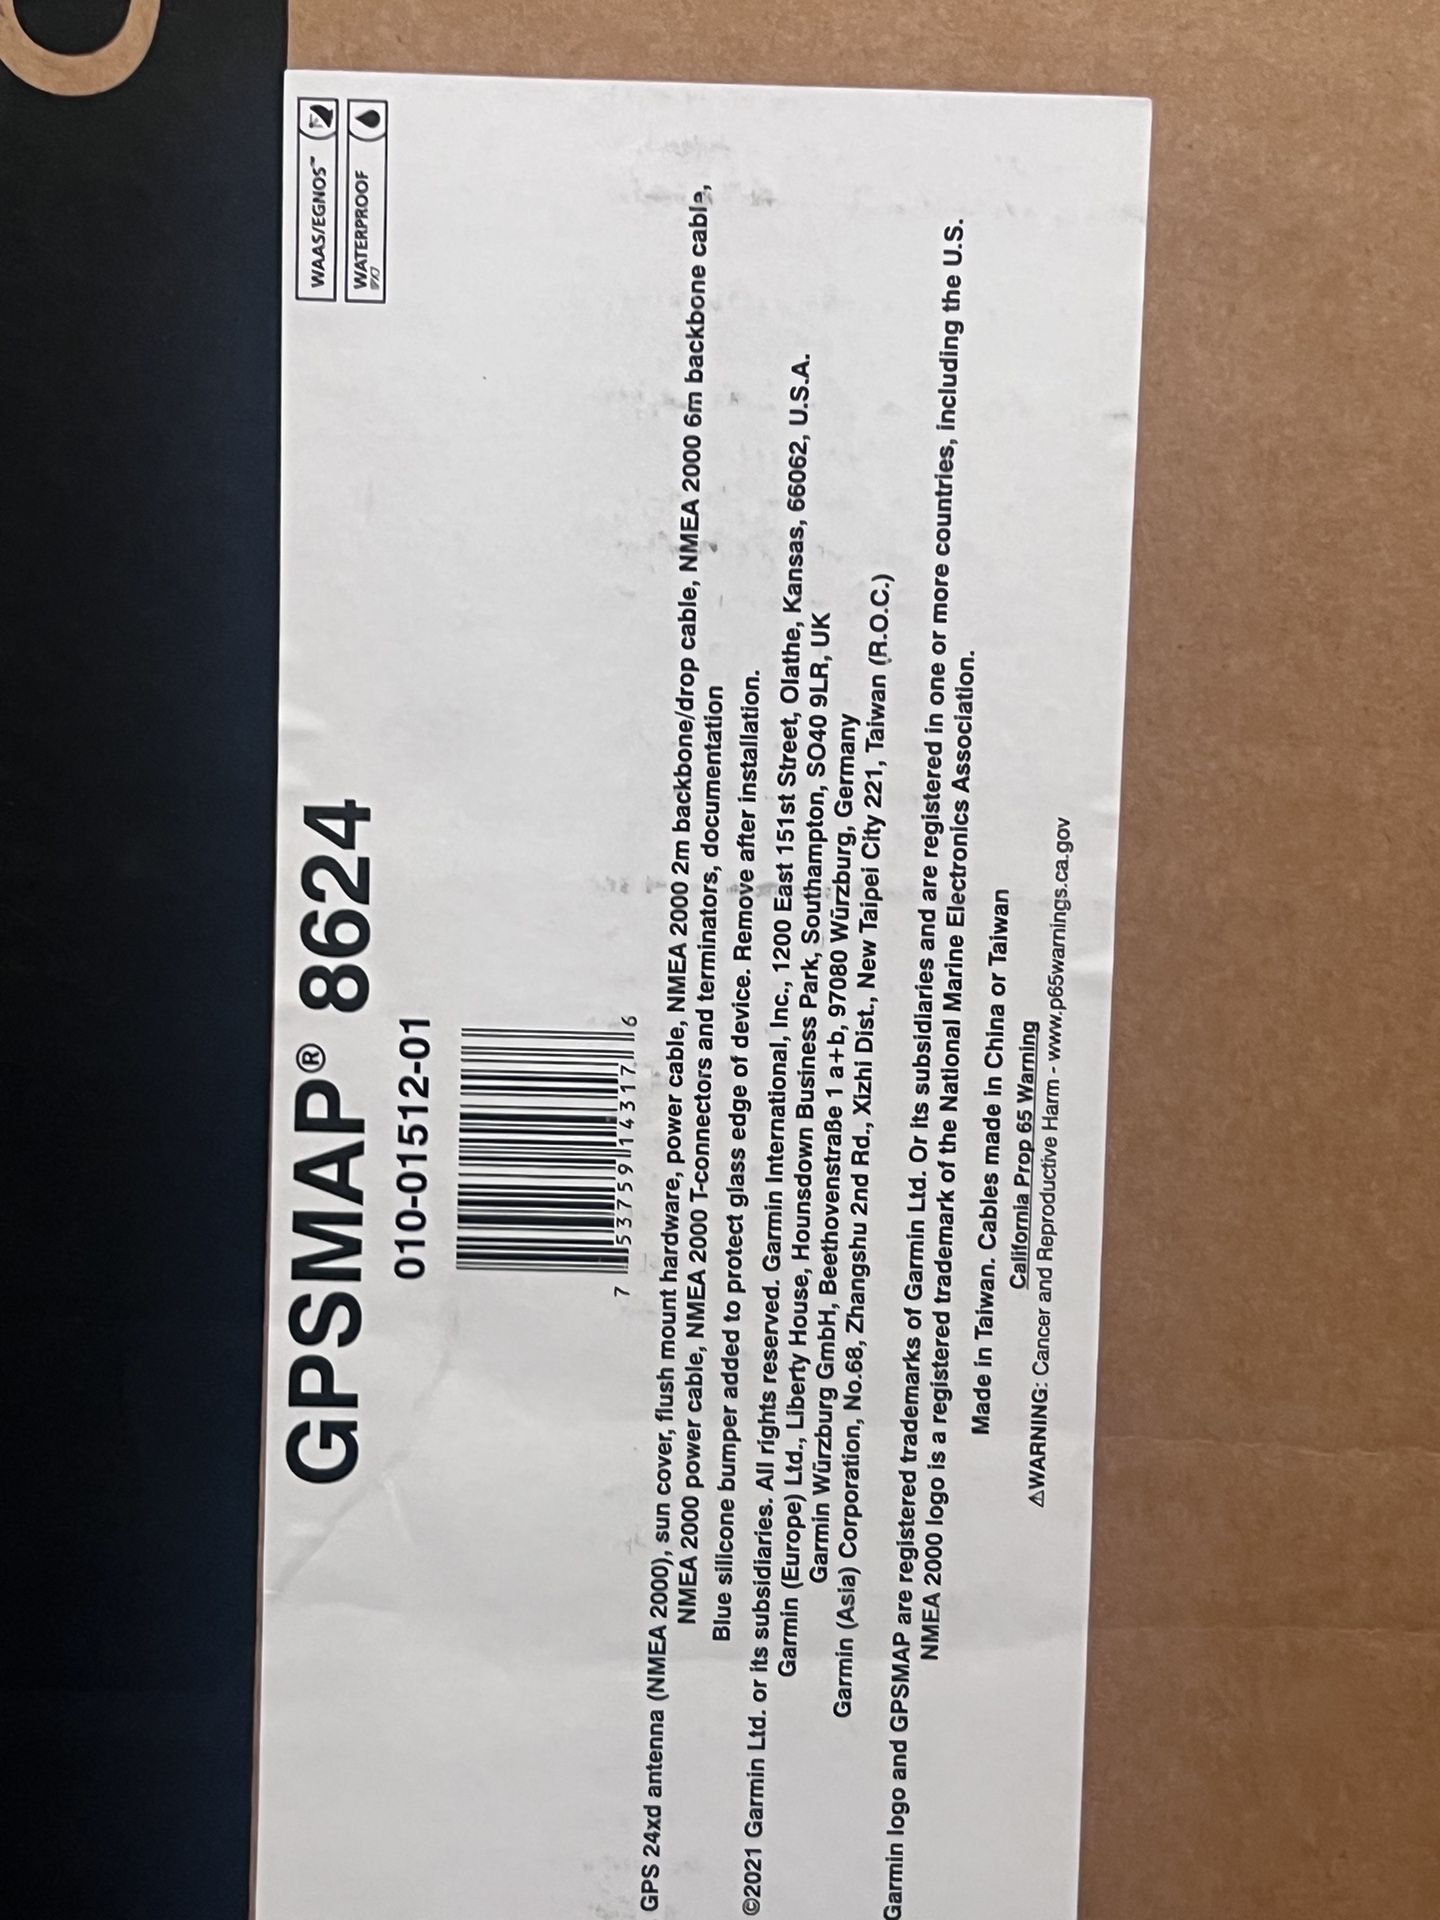 GPSMAP® 8624
WAAS/EGNOS™
WATERPROOF
IPX7
010-01512-01
7 53759 14317 6
GPS 24xd antenna (NMEA 2000), sun cover, flush mount hardware, power cable, NMEA 2000 2m backbone/drop cable, NMEA 2000 6m backbone cable,
NMEA 2000 power cable, NMEA 2000 T-connectors and terminators, documentation
Blue silicone bumper added to protect glass edge of device. Remove after installation.
©2021 Garmin Ltd. or its subsidiaries. All rights reserved. Garmin International, Inc., 1200 East 151st Street, Olathe, Kansas, 66062, U.S.A.
Garmin (Europe) Ltd., Liberty House, Hounsdown Business Park, Southampton, SO40 9LR, UK
Garmin Würzburg GmbH, Beethovenstraße 1 a+b, 97080 Würzburg, Germany
Garmin (Asia) Corporation, No.68, Zhangshu 2nd Rd., Xizhi Dist., New Taipei City 221, Taiwan (R.O.C.)
Garmin logo and GPSMAP are registered trademarks of Garmin Ltd. Or its subsidiaries and are registered in one or more countries, including the U.S.
NMEA 2000 logo is a registered trademark of the National Marine Electronics Association.
Made in Taiwan. Cables made in China or Taiwan
California Prop 65 Warning
⚠WARNING: Cancer and Reproductive Harm - www.p65warnings.ca.gov